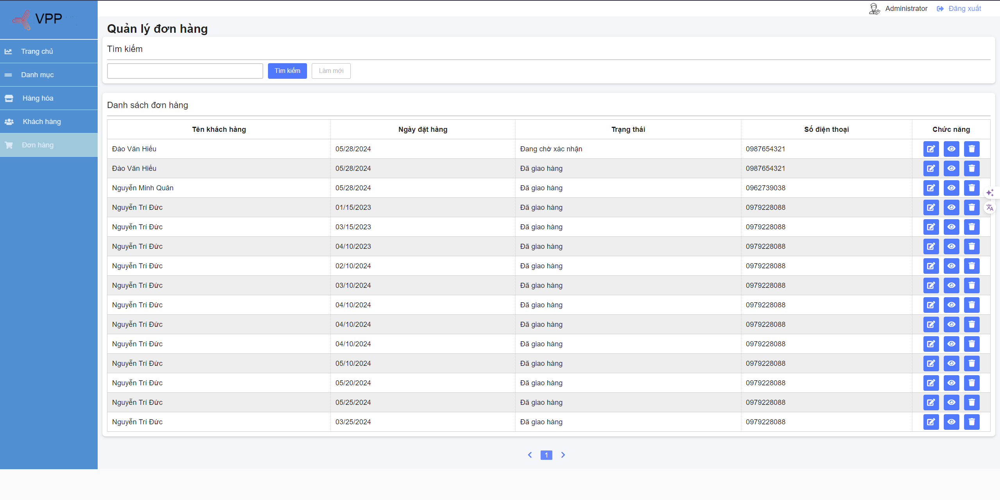 VPP
Administrator Đăng xuất
Trang chủ
Danh mục
Hàng hóa
Khách hàng
Đơn hàng
Quản lý đơn hàng
Tìm kiếm
Tìm kiếm Làm mới
Danh sách đơn hàng
Tên khách hàng Ngày đặt hàng Trạng thái Số điện thoại Chức năng
Đào Văn Hiếu 05/28/2024 Đang chờ xác nhận 0987654321
Đào Văn Hiếu 05/28/2024 Đã giao hàng 0987654321
Nguyễn Minh Quân 05/28/2024 Đã giao hàng 0962739038
Nguyễn Trí Đức 01/15/2023 Đã giao hàng 0979228088
Nguyễn Trí Đức 03/15/2023 Đã giao hàng 0979228088
Nguyễn Trí Đức 04/10/2023 Đã giao hàng 0979228088
Nguyễn Trí Đức 02/10/2024 Đã giao hàng 0979228088
Nguyễn Trí Đức 03/10/2024 Đã giao hàng 0979228088
Nguyễn Trí Đức 04/10/2024 Đã giao hàng 0979228088
Nguyễn Trí Đức 04/10/2024 Đã giao hàng 0979228088
Nguyễn Trí Đức 04/10/2024 Đã giao hàng 0979228088
Nguyễn Trí Đức 05/10/2024 Đã giao hàng 0979228088
Nguyễn Trí Đức 05/20/2024 Đã giao hàng 0979228088
Nguyễn Trí Đức 05/25/2024 Đã giao hàng 0979228088
Nguyễn Trí Đức 03/25/2024 Đã giao hàng 0979228088
1